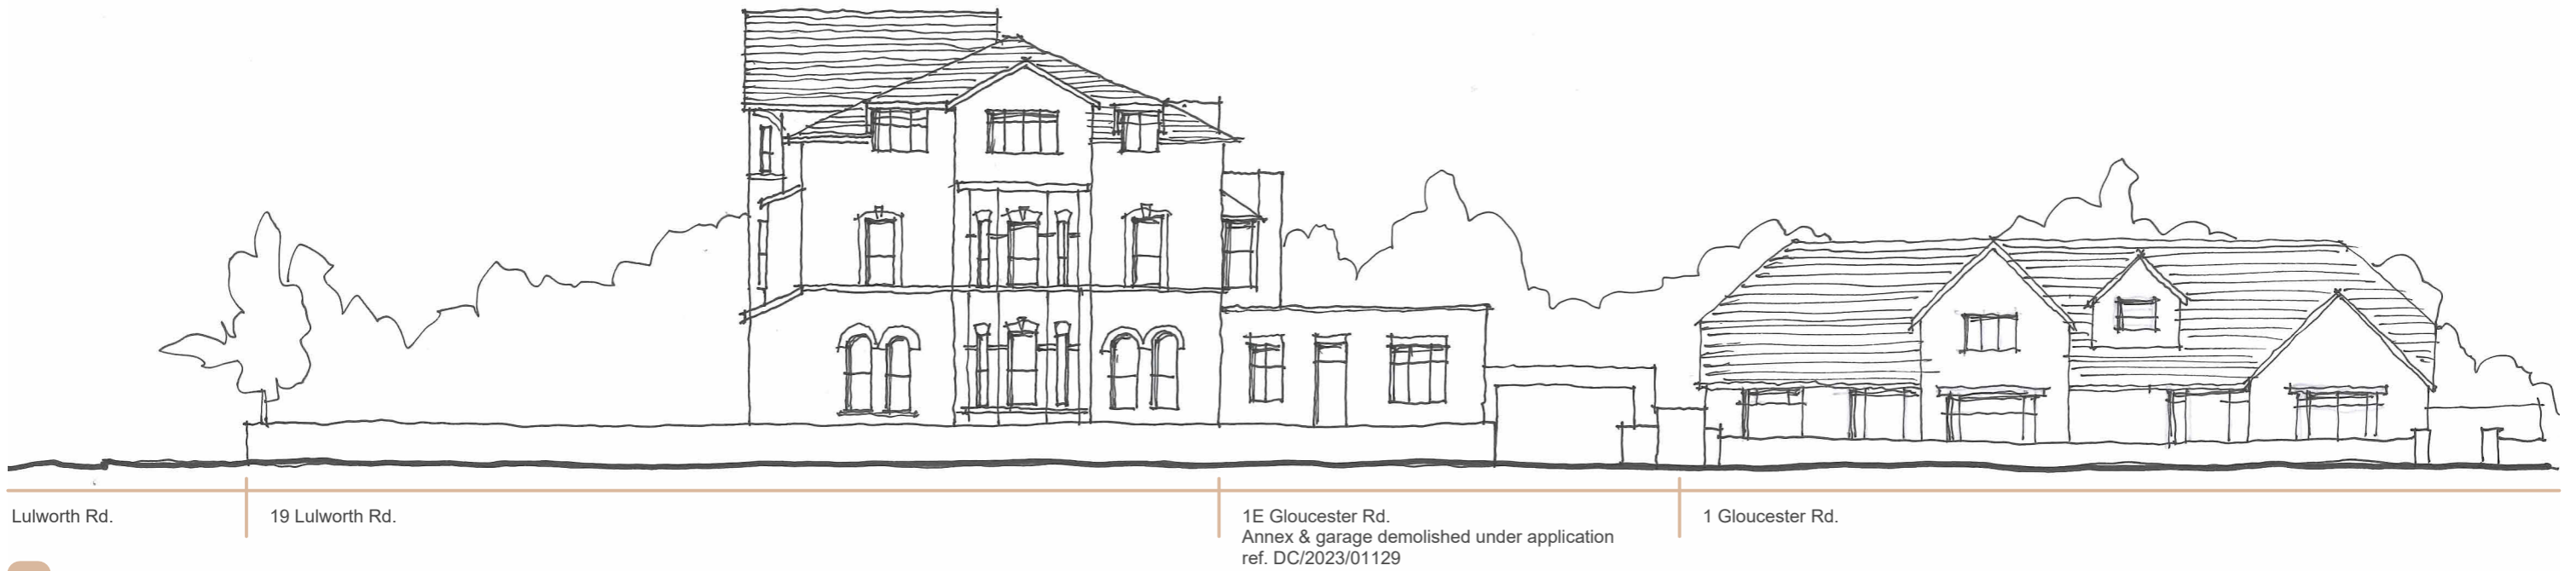 Lulworth Rd.
19 Lulworth Rd.
1E Gloucester Rd.
Annex & garage demolished under application
ref. DC/2023/01129
1 Gloucester Rd.